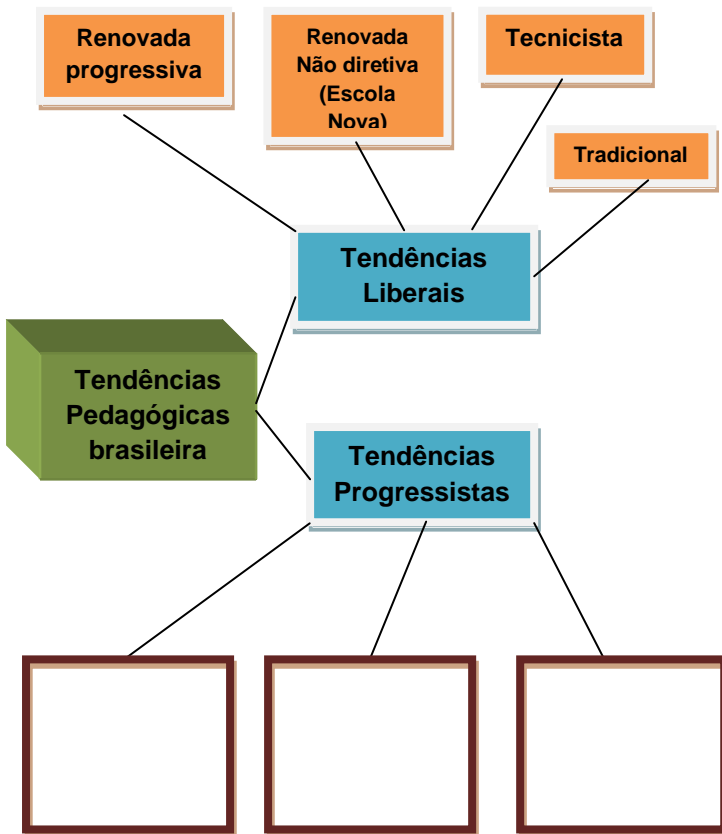 Renovada
progressiva
Renovada
Não diretiva
(Escola
Nova)
Tecnicista
Tradicional
Tendências
Liberais
Tendências
Pedagógicas
brasileira
Tendências
Progressistas